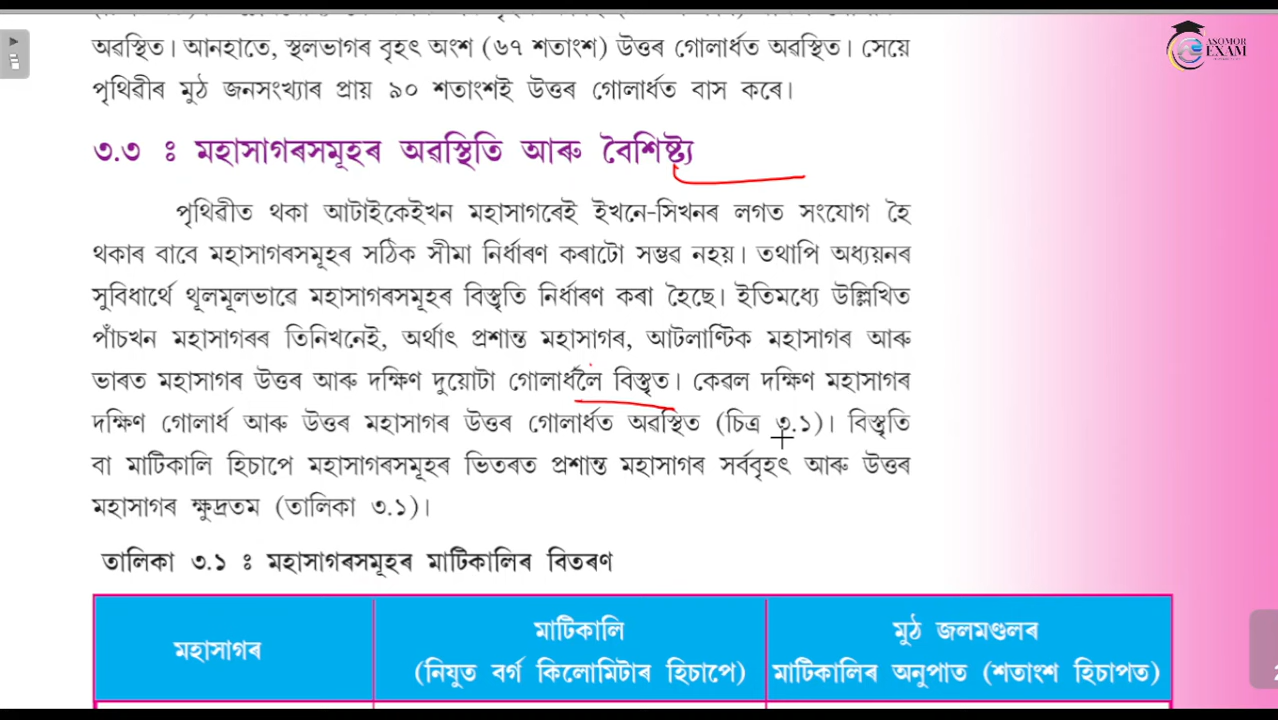 অৱস্থিত। আনহাতে, স্থলভাগৰ বৃহৎ অংশ (৬৭ শতাংশ) উত্তৰ গোলাৰ্ধত অৱস্থিত। সেয়ে
পৃথিৱীৰ মুঠ জনসংখ্যাৰ প্ৰায় ৯০ শতাংশই উত্তৰ গোলাৰ্ধত বাস কৰে।
ASOMOR
EXAM
৩.৩ ঃ মহাসাগৰসমূহৰ অৱস্থিতি আৰু বৈশিষ্ট্য
পৃথিৱীত থকা আটাইকেইখন মহাসাগৰেই ইখনে-সিখনৰ লগত সংযোগ হৈ
থকাৰ বাবে মহাসাগৰসমূহৰ সঠিক সীমা নিৰ্ধাৰণ কৰাটো সম্ভৱ নহয়। তথাপি অধ্যয়নৰ
সুবিধাৰ্থে থূলমূলভাৱে মহাসাগৰসমূহৰ বিস্তৃতি নিৰ্ধাৰণ কৰা হৈছে। ইতিমধ্যে উল্লিখিত
পাঁচখন মহাসাগৰৰ তিনিখনেই, অৰ্থাৎ প্ৰশান্ত মহাসাগৰ, আটলাণ্টিক মহাসাগৰ আৰু
ভাৰত মহাসাগৰ উত্তৰ আৰু দক্ষিণ দুয়োটা গোলাৰ্ধলৈ বিস্তৃত। কেৱল দক্ষিণ মহাসাগৰ
দক্ষিণ গোলাৰ্ধ আৰু উত্তৰ মহাসাগৰ উত্তৰ গোলাৰ্ধত অৱস্থিত (চিত্ৰ ৩.১)। বিস্তৃতি
বা মাটিকালি হিচাপে মহাসাগৰসমূহৰ ভিতৰত প্ৰশান্ত মহাসাগৰ সৰ্ববৃহৎ আৰু উত্তৰ
মহাসাগৰ ক্ষুদ্ৰতম (তালিকা ৩.১)।
তালিকা ৩.১ ঃ মহাসাগৰসমূহৰ মাটিকালিৰ বিতৰণ
মহাসাগৰ
মাটিকালি
(নিযুত বৰ্গ কিলোমিটাৰ হিচাপে)
মুঠ জলমণ্ডলৰ
মাটিকালিৰ অনুপাত (শতাংশ হিচাপত)